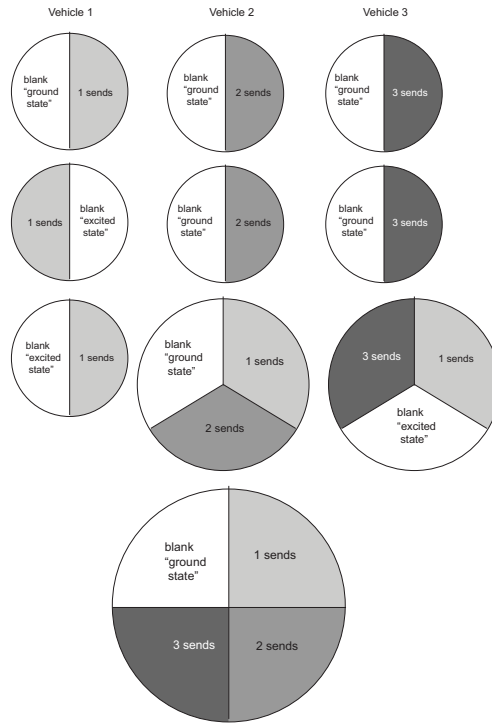 Vehicle 1 Vehicle 2 Vehicle 3
blank
“ground
state”
1 sends
blank
“ground
state”
2 sends
blank
“ground
state”
3 sends
1 sends
blank
“excited
state”
blank
“ground
state”
2 sends
blank
“ground
state”
3 sends
blank
“excited
state”
1 sends
blank
“ground
state”
1 sends
2 sends
3 sends
1 sends
blank
“excited
state”
blank
“ground
state”
1 sends
3 sends
2 sends